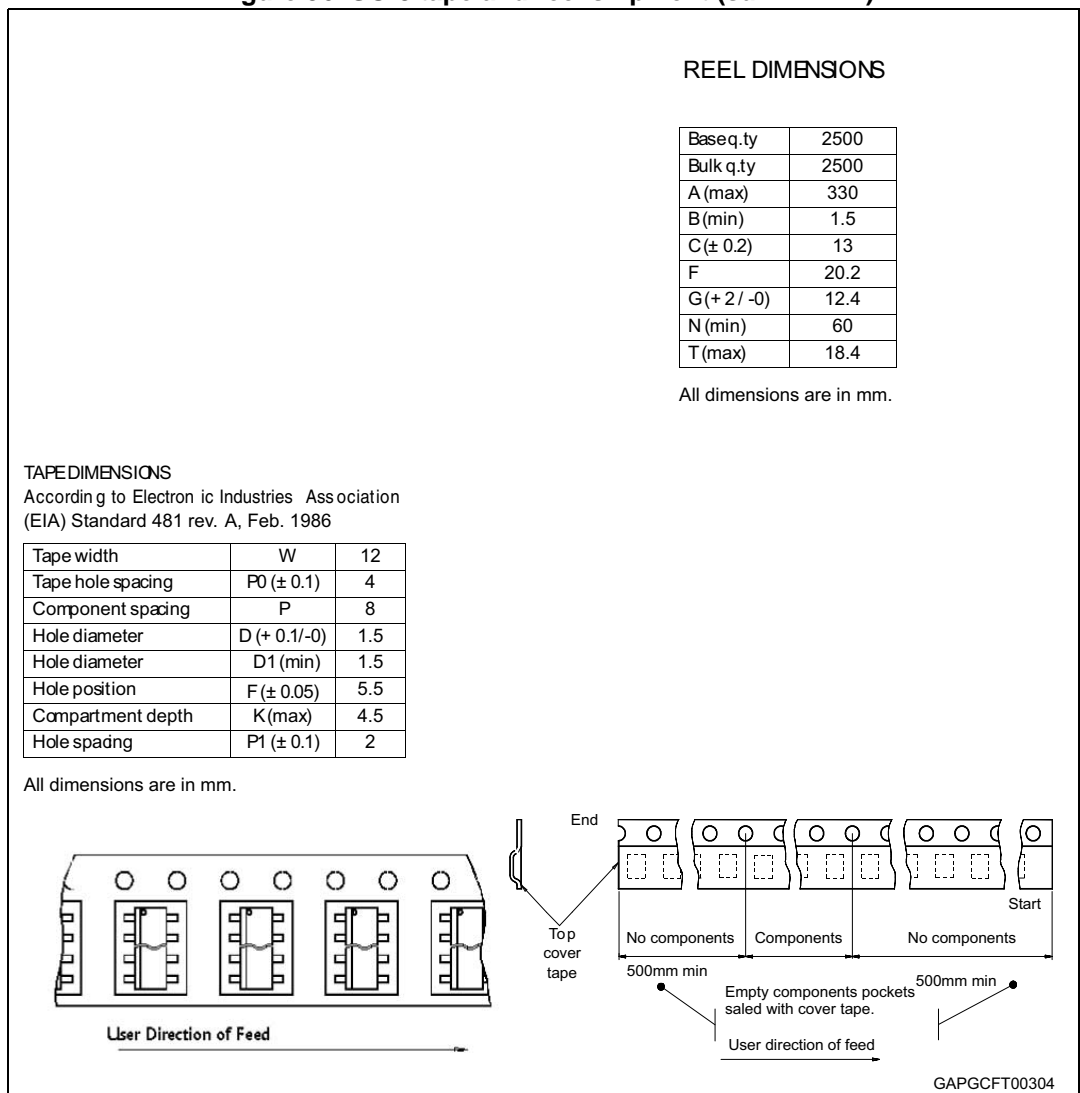 REEL DIMENSIONS
Base q.ty 2500
Bulk q.ty 2500
A (max) 330
B (min) 1.5
C (± 0.2) 13
F 20.2
G (+ 2 / -0) 12.4
N (min) 60
T (max) 18.4
All dimensions are in mm.
TAPE DIMENSIONS
According to Electronic Industries Association
(EIA) Standard 481 rev. A, Feb. 1986
Tape width W 12
Tape hole spacing P0 (± 0.1) 4
Component spacing P 8
Hole diameter D (+ 0.1/-0) 1.5
Hole diameter D1 (min) 1.5
Hole position F (± 0.05) 5.5
Compartment depth K (max) 4.5
Hole spacing P1 (± 0.1) 2
All dimensions are in mm.
End
Start
Top
cover
tape
No components Components No components
500mm min
500mm min
Empty components pockets
saled with cover tape.
User direction of feed
User Direction of Feed
GAPGCFT00304